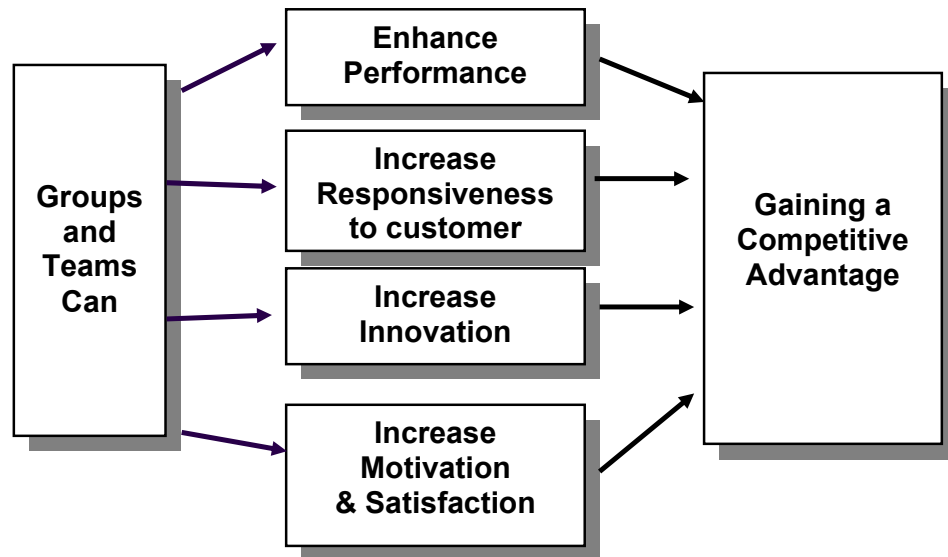 Groups
and
Teams
Can
Enhance
Performance
Increase
Responsiveness
to customer
Increase
Innovation
Increase
Motivation
& Satisfaction
Gaining a
Competitive
Advantage